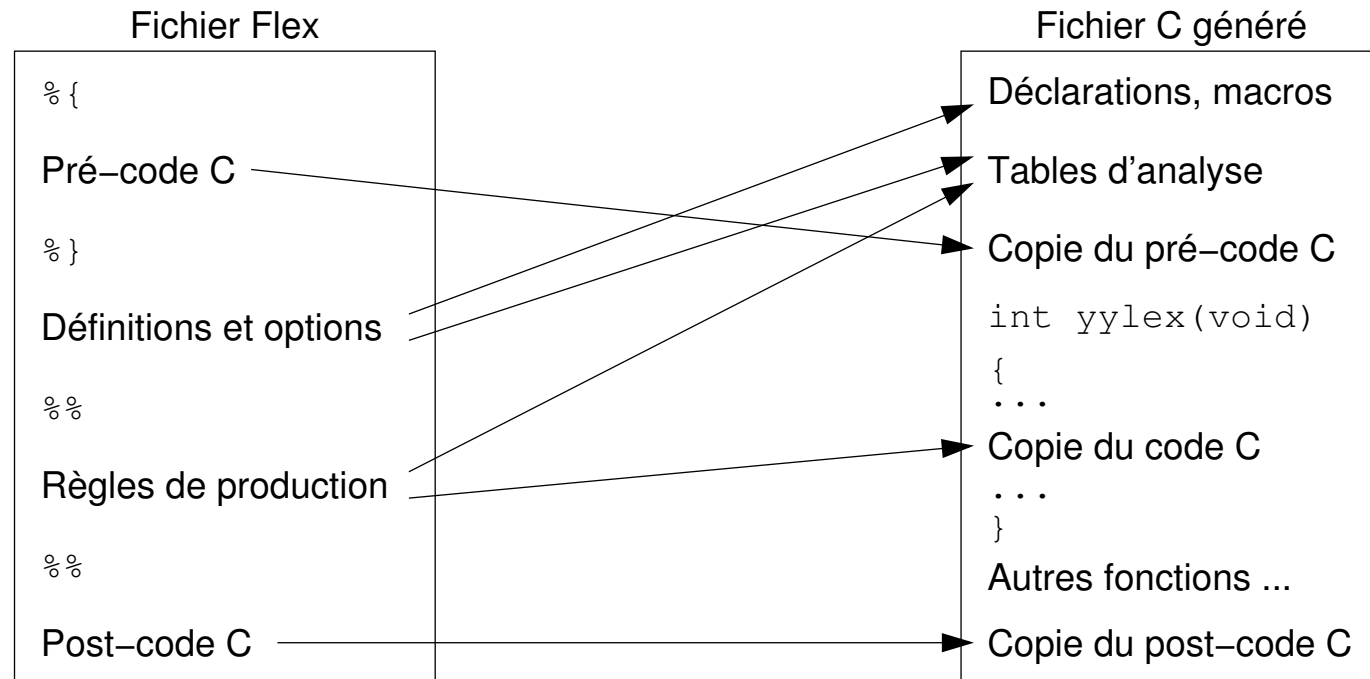 Fichier Flex
%{
Pré−code C
%}
Définitions et options
%%
Règles de production
%%
Post−code C
Fichier C généré
Déclarations, macros
Tables d'analyse
Copie du pré−code C
int yylex(void)
{
...
Copie du code C
...
}
Autres fonctions ...
Copie du post−code C